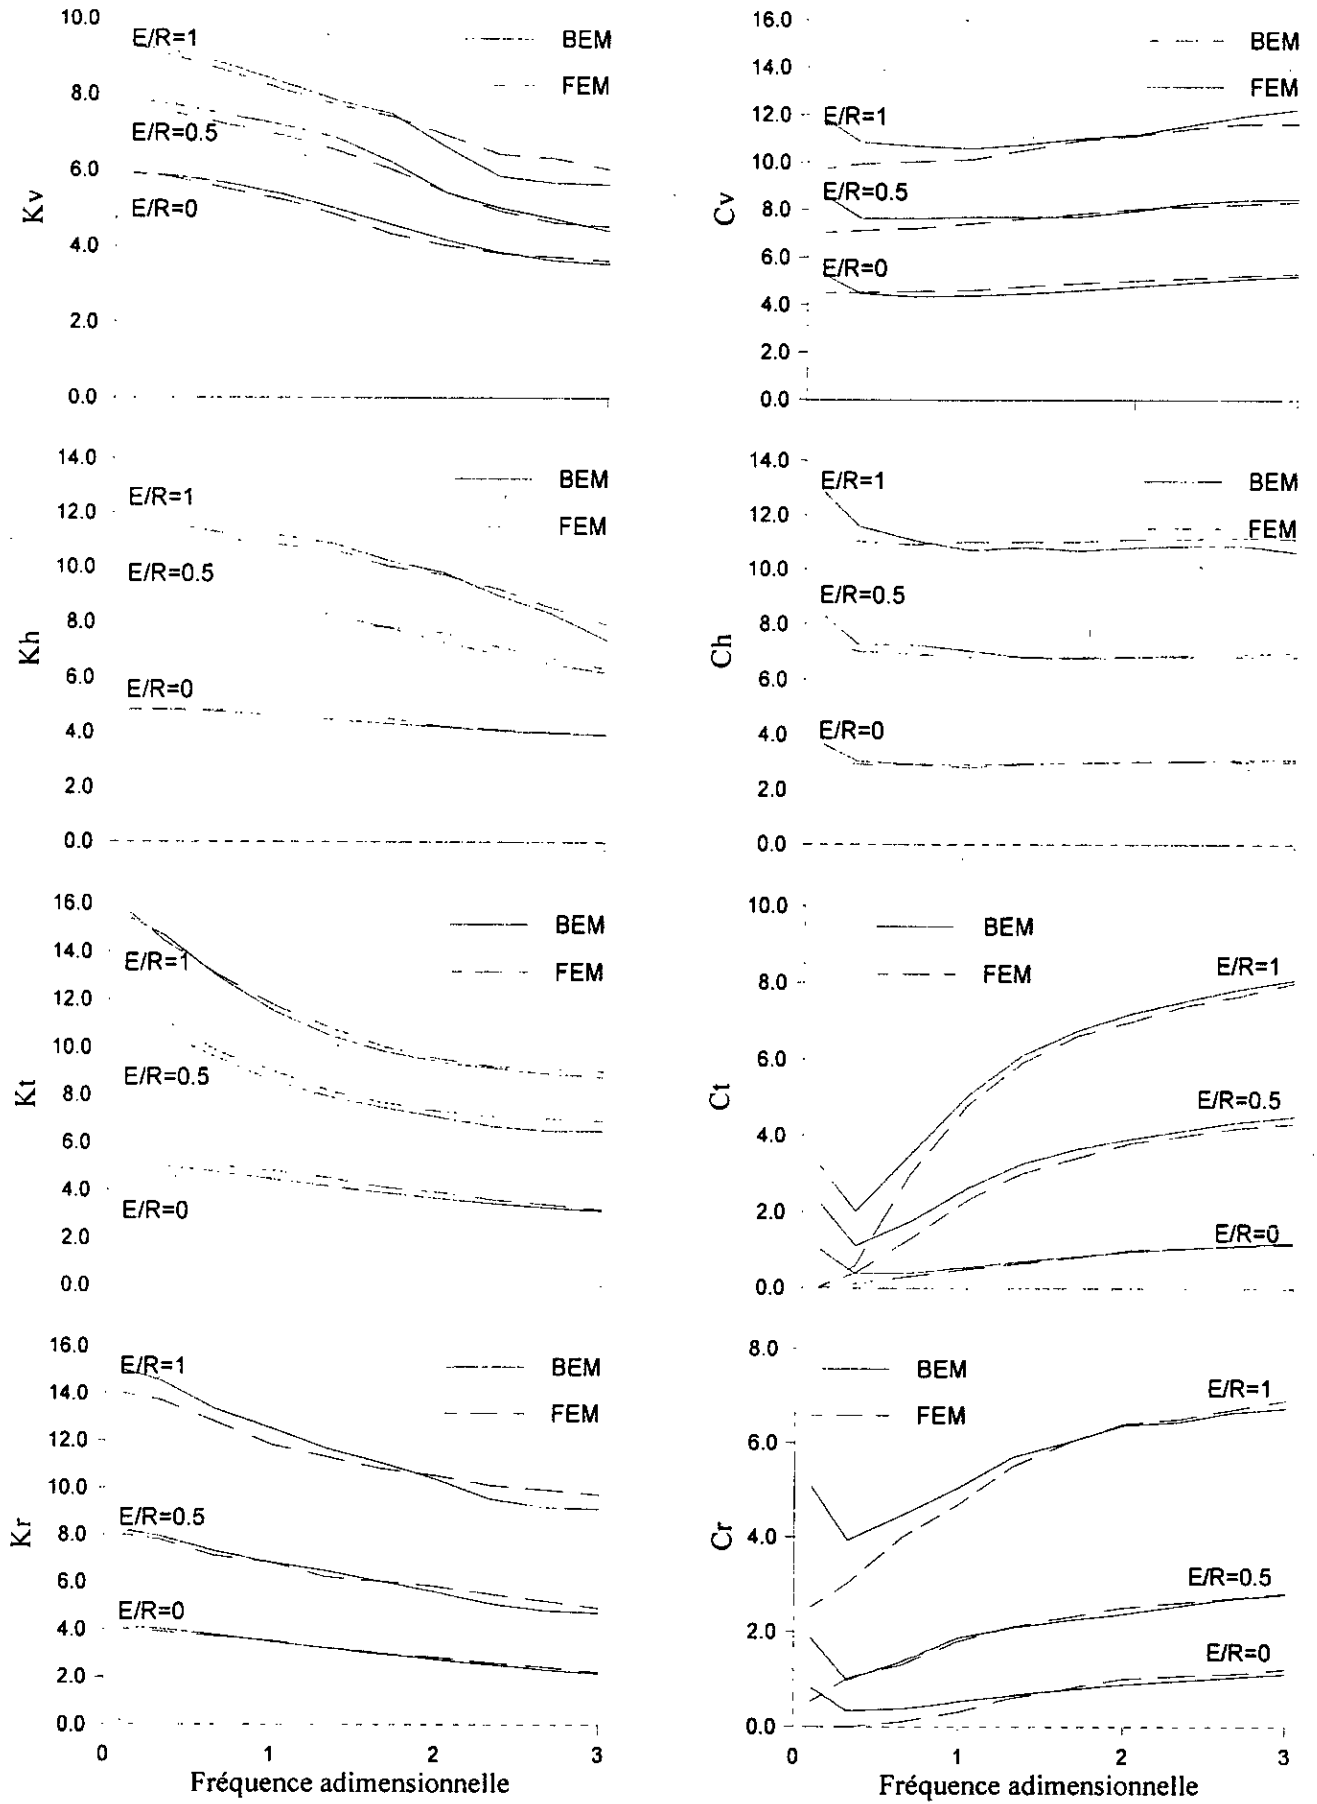 10.0
8.0
6.0
4.0
2.0
0.0
Kv
E/R=1
E/R=0.5
E/R=0
BEM
FEM
16.0
14.0
12.0
10.0
8.0
6.0
4.0
2.0
0.0
Cv
E/R=1
E/R=0.5
E/R=0
BEM
FEM
14.0
12.0
10.0
8.0
6.0
4.0
2.0
0.0
Kh
E/R=1
E/R=0.5
E/R=0
BEM
FEM
14.0
12.0
10.0
8.0
6.0
4.0
2.0
0.0
Ch
E/R=1
E/R=0.5
E/R=0
BEM
FEM
16.0
14.0
12.0
10.0
8.0
6.0
4.0
2.0
0.0
Kt
E/R=1
E/R=0.5
E/R=0
BEM
FEM
10.0
8.0
6.0
4.0
2.0
0.0
Ct
BEM
FEM
E/R=1
E/R=0.5
E/R=0
16.0
14.0
12.0
10.0
8.0
6.0
4.0
2.0
0.0
Kr
E/R=1
E/R=0.5
E/R=0
BEM
FEM
0 1 2 3
Fréquence adimensionnelle
8.0
6.0
4.0
2.0
0.0
Cr
BEM
FEM
E/R=1
E/R=0.5
E/R=0
0 1 2 3
Fréquence adimensionnelle